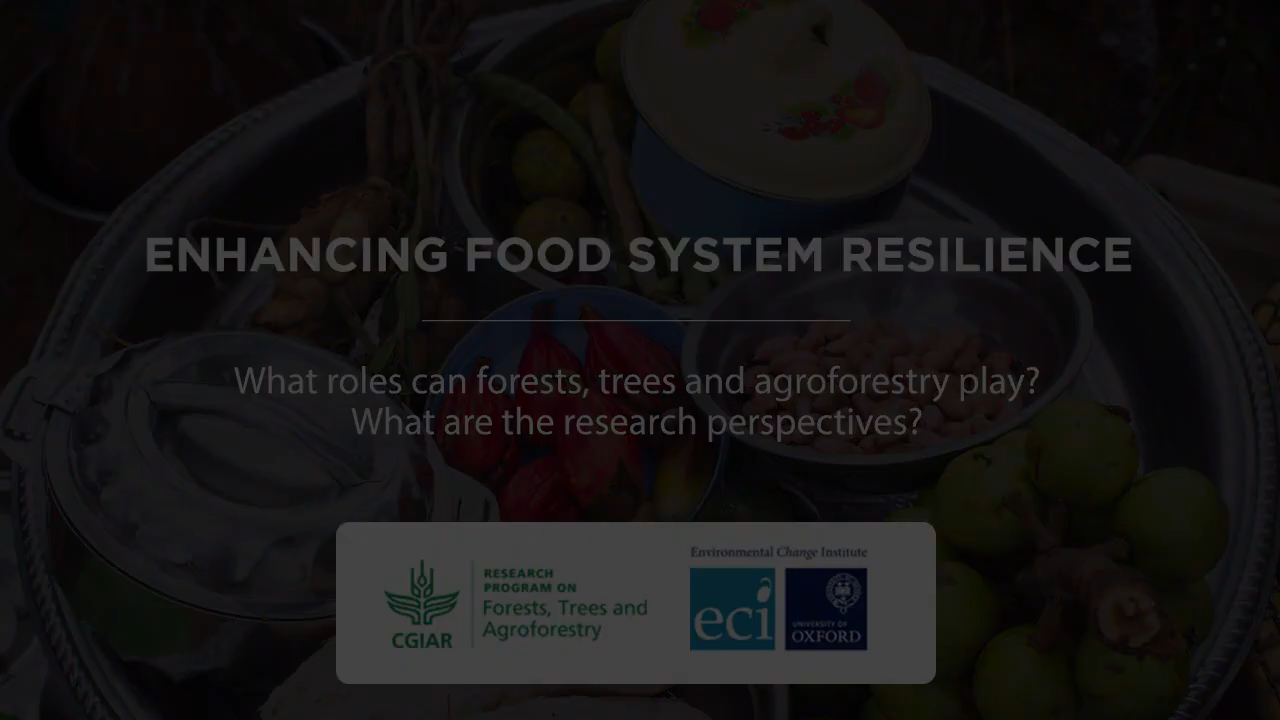 ENHANCING FOOD SYSTEM RESILIENCE
What roles can forests, trees and agroforestry play?
What are the research perspectives?
RESEARCH
PROGRAM ON
Forests, Trees and
Agroforestry
CGIAR
Environmental Change Institute
eci
UNIVERSITY OF
OXFORD